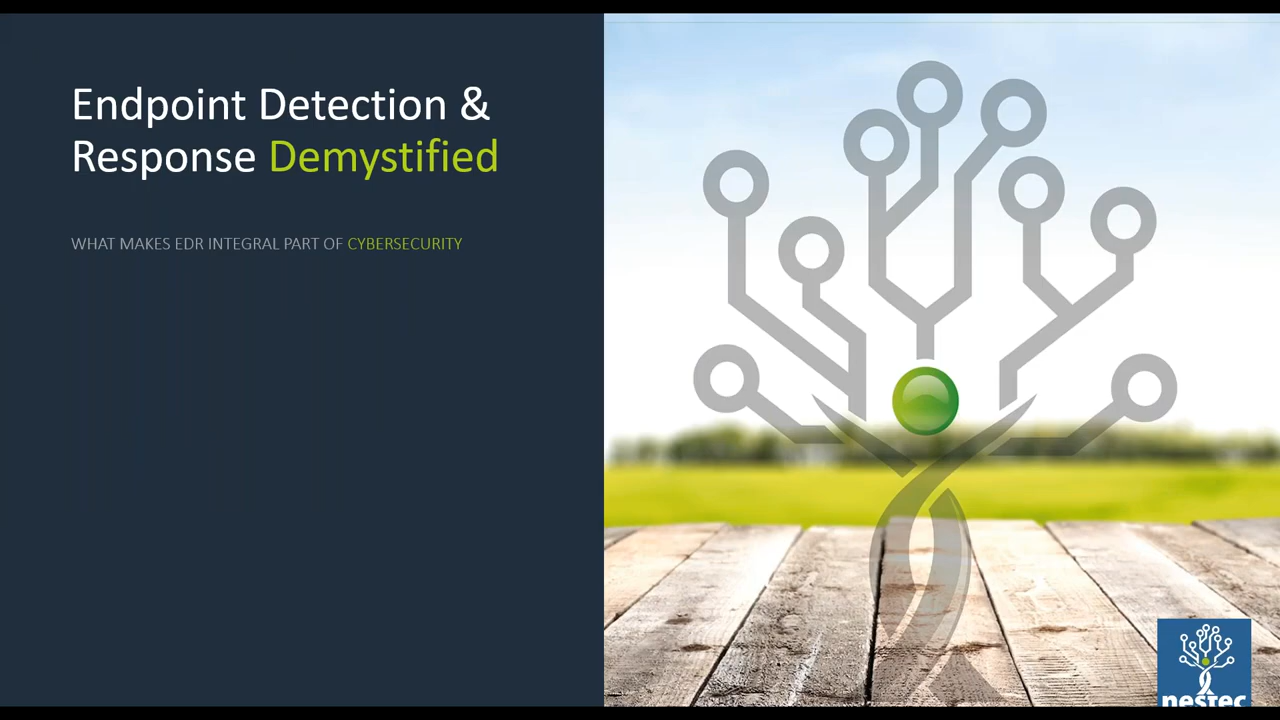 Endpoint Detection &
Response Demystified
WHAT MAKES EDR INTEGRAL PART OF CYBERSECURITY
nestec